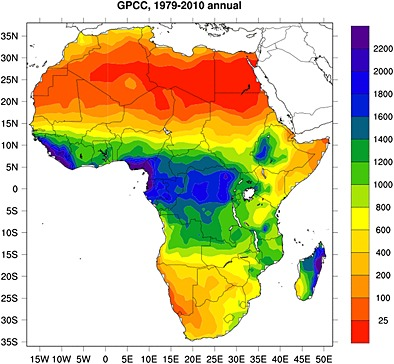 GPCC, 1979-2010 annual
35N
30N
25N
20N
15N
10N
5N
0
5S
10S
15S
20S
25S
30S
35S
15W 10W 5W 0 5E 10E 15E 20E 25E 30E 35E 40E 45E 50E
2200
2000
1800
1600
1400
1200
1000
800
600
400
200
100
25